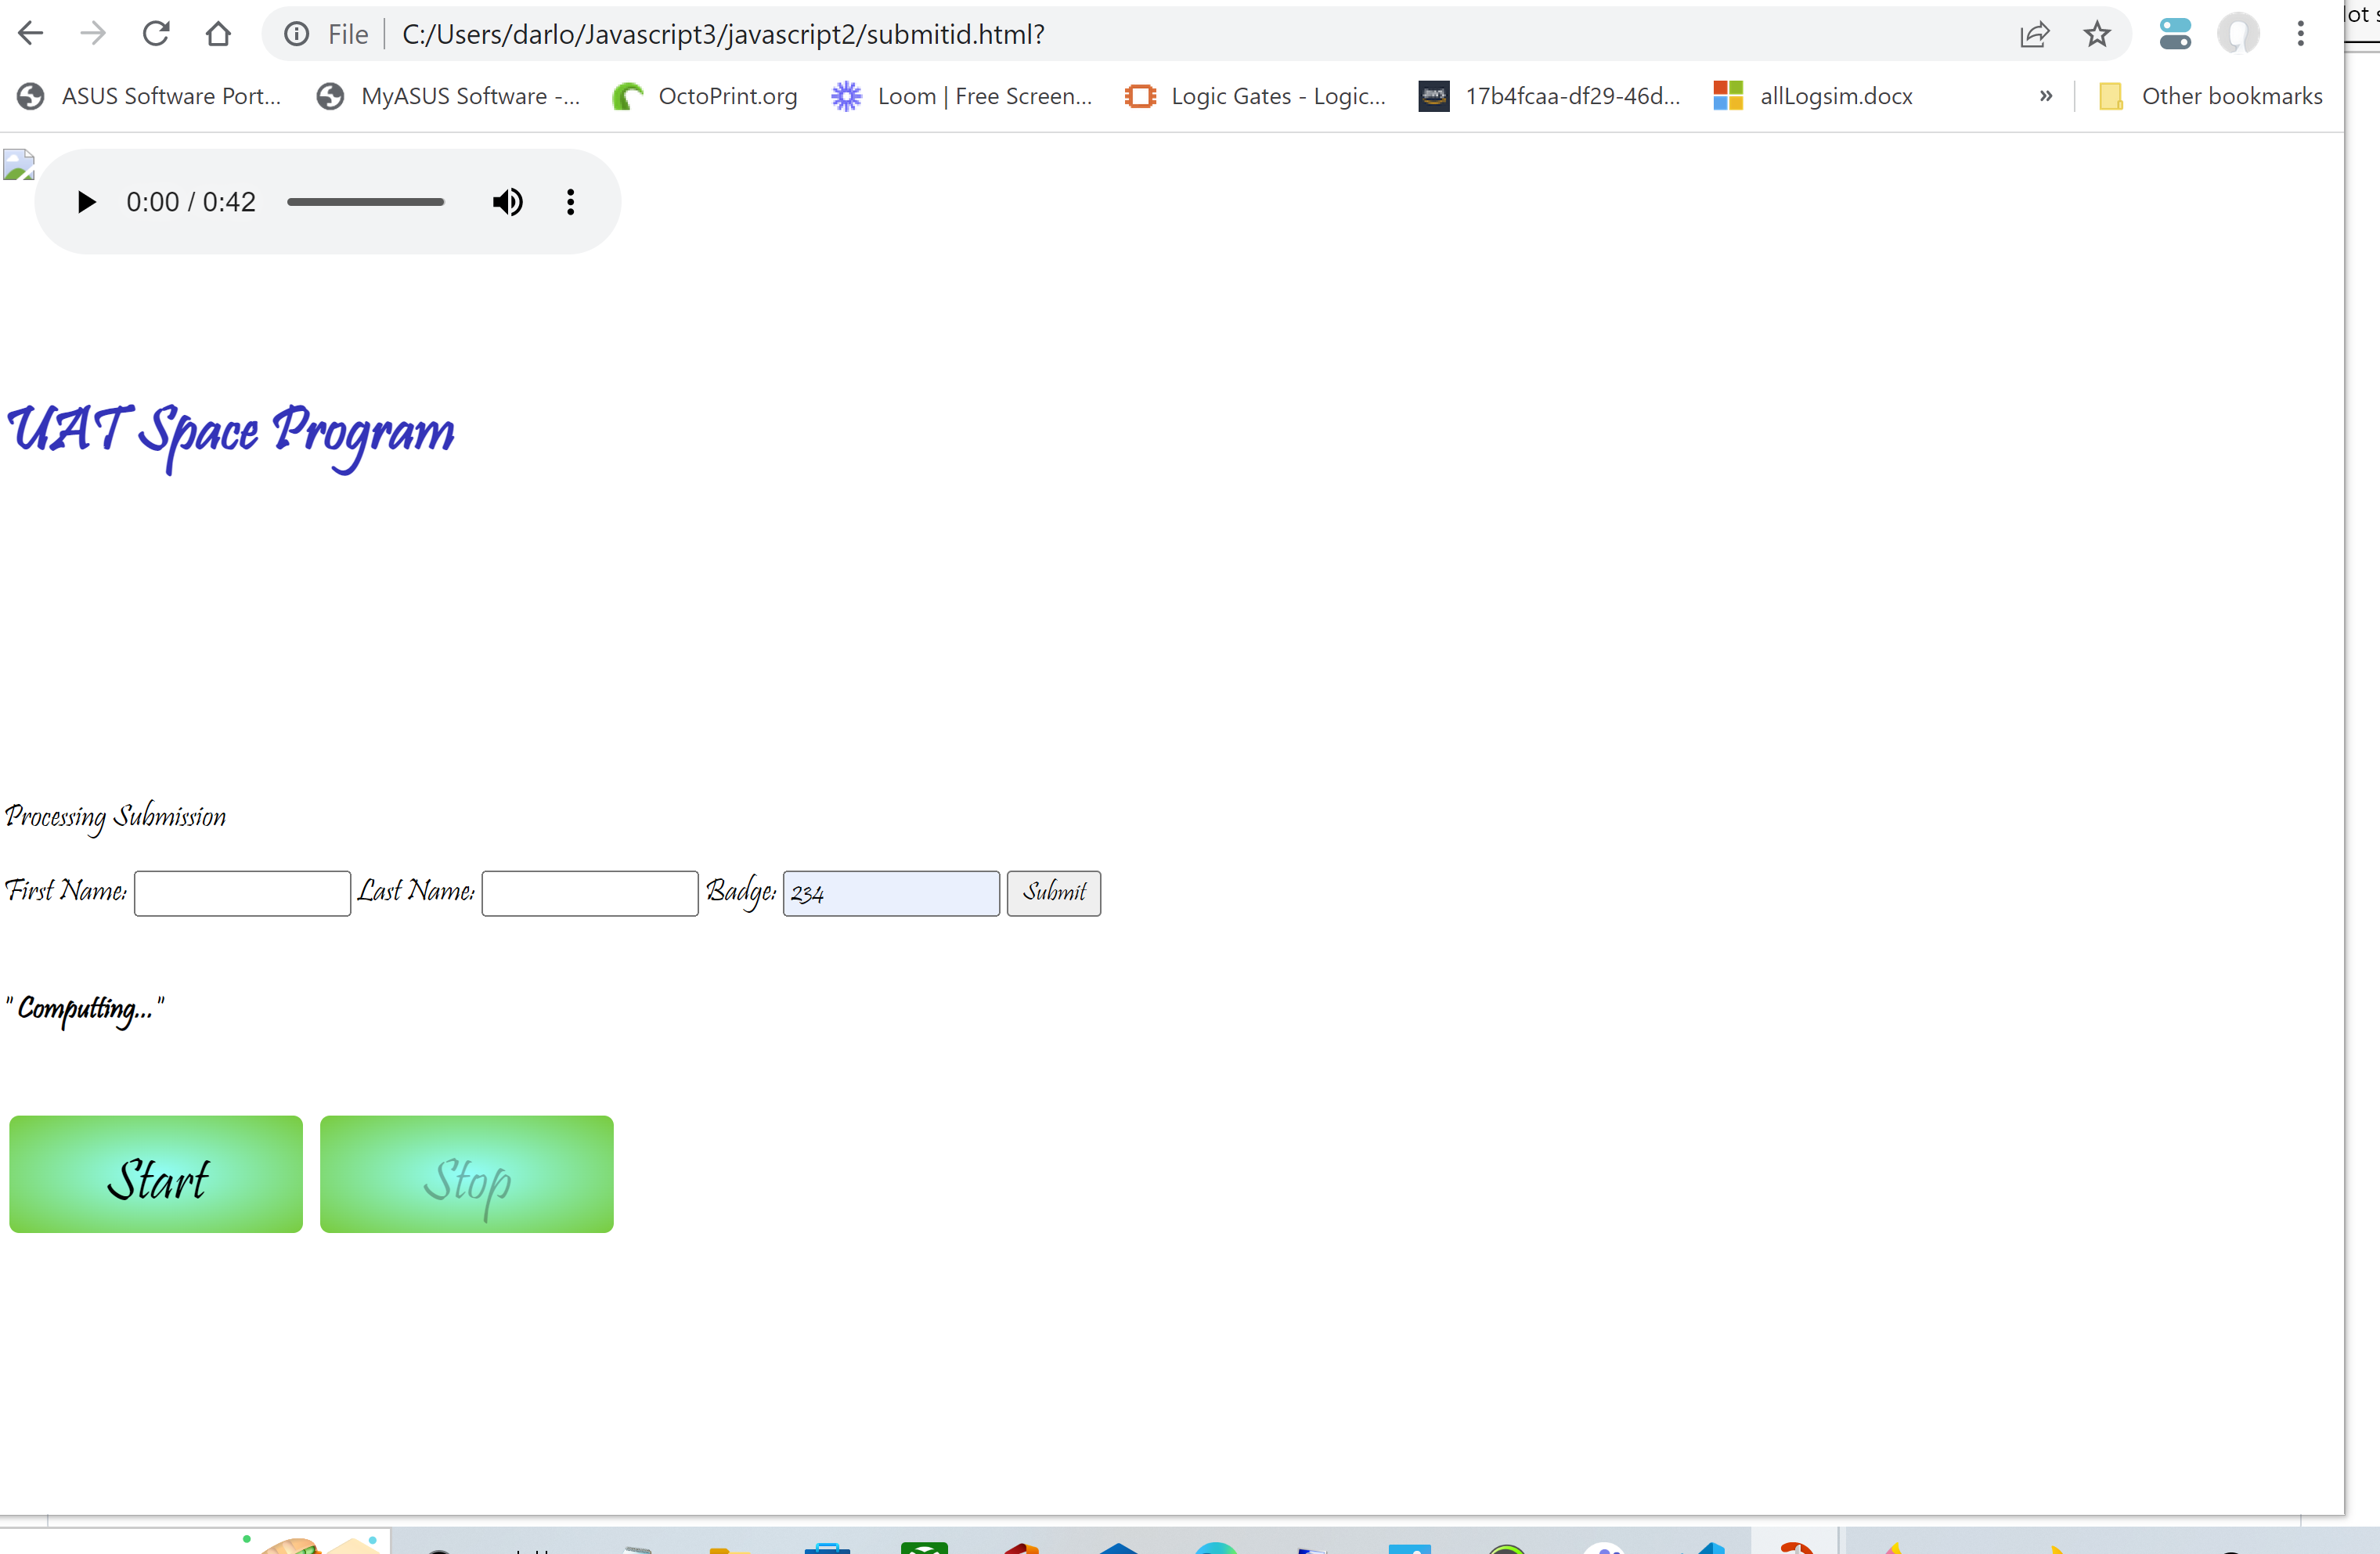 File C:/Users/darlo/Javascript3/javascript2/submitid.html?
ASUS Software Port... MyASUS Software -... OctoPrint.org Loom | Free Screen... Logic Gates - Logic... 17b4fcaa-df29-46d... allLogsim.docx » Other bookmarks
0:00 / 0:42
UAT Space Program
Processing Submission
First Name: Last Name: Badge: 234 Submit
" Computting..."
Start Stop